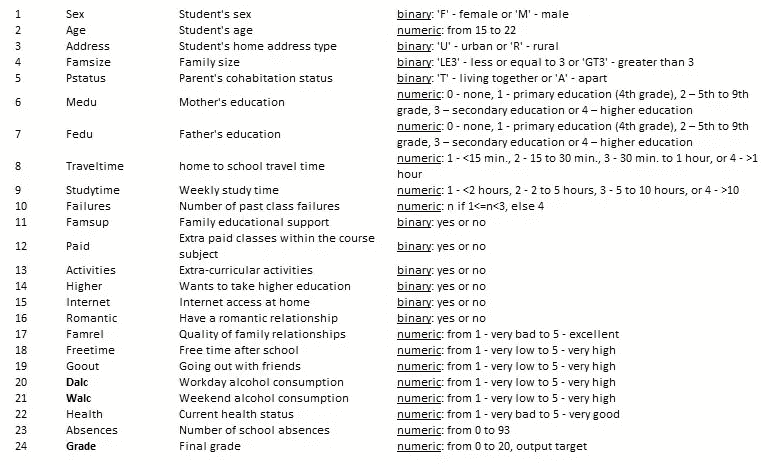 1 Sex Student's sex binary: 'F' - female or 'M' - male
2 Age Student's age numeric: from 15 to 22
3 Address Student's home address type binary: 'U' - urban or 'R' - rural
4 Famsize Family size binary: 'LE3' - less or equal to 3 or 'GT3' - greater than 3
5 Pstatus Parent's cohabitation status binary: 'T' - living together or 'A' - apart
6 Medu Mother's education numeric: 0 - none, 1 - primary education (4th grade), 2 – 5th to 9th
grade, 3 – secondary education or 4 – higher education
7 Fedu Father's education numeric: 0 - none, 1 - primary education (4th grade), 2 – 5th to 9th
grade, 3 – secondary education or 4 – higher education
8 Traveltime home to school travel time numeric: 1 - <15 min., 2 - 15 to 30 min., 3 - 30 min. to 1 hour, or 4 - >1
hour
9 Studytime Weekly study time numeric: 1 - <2 hours, 2 - 2 to 5 hours, 3 - 5 to 10 hours, or 4 - >10
10 Failures Number of past class failures numeric: n if 1<=n<3, else 4
11 Famsup Family educational support binary: yes or no
12 Paid Extra paid classes within the course
subject binary: yes or no
13 Activities Extra-curricular activities binary: yes or no
14 Higher Wants to take higher education binary: yes or no
15 Internet Internet access at home binary: yes or no
16 Romantic Have a romantic relationship binary: yes or no
17 Famrel Quality of family relationships numeric: from 1 - very bad to 5 - excellent
18 Freetime Free time after school numeric: from 1 - very low to 5 - very high
19 Goout Going out with friends numeric: from 1 - very low to 5 - very high
20 Dalc Workday alcohol consumption numeric: from 1 - very low to 5 - very high
21 Walc Weekend alcohol consumption numeric: from 1 - very low to 5 - very high
22 Health Current health status numeric: from 1 - very bad to 5 - very good
23 Absences Number of school absences numeric: from 0 to 93
24 Grade Final grade numeric: from 0 to 20, output target